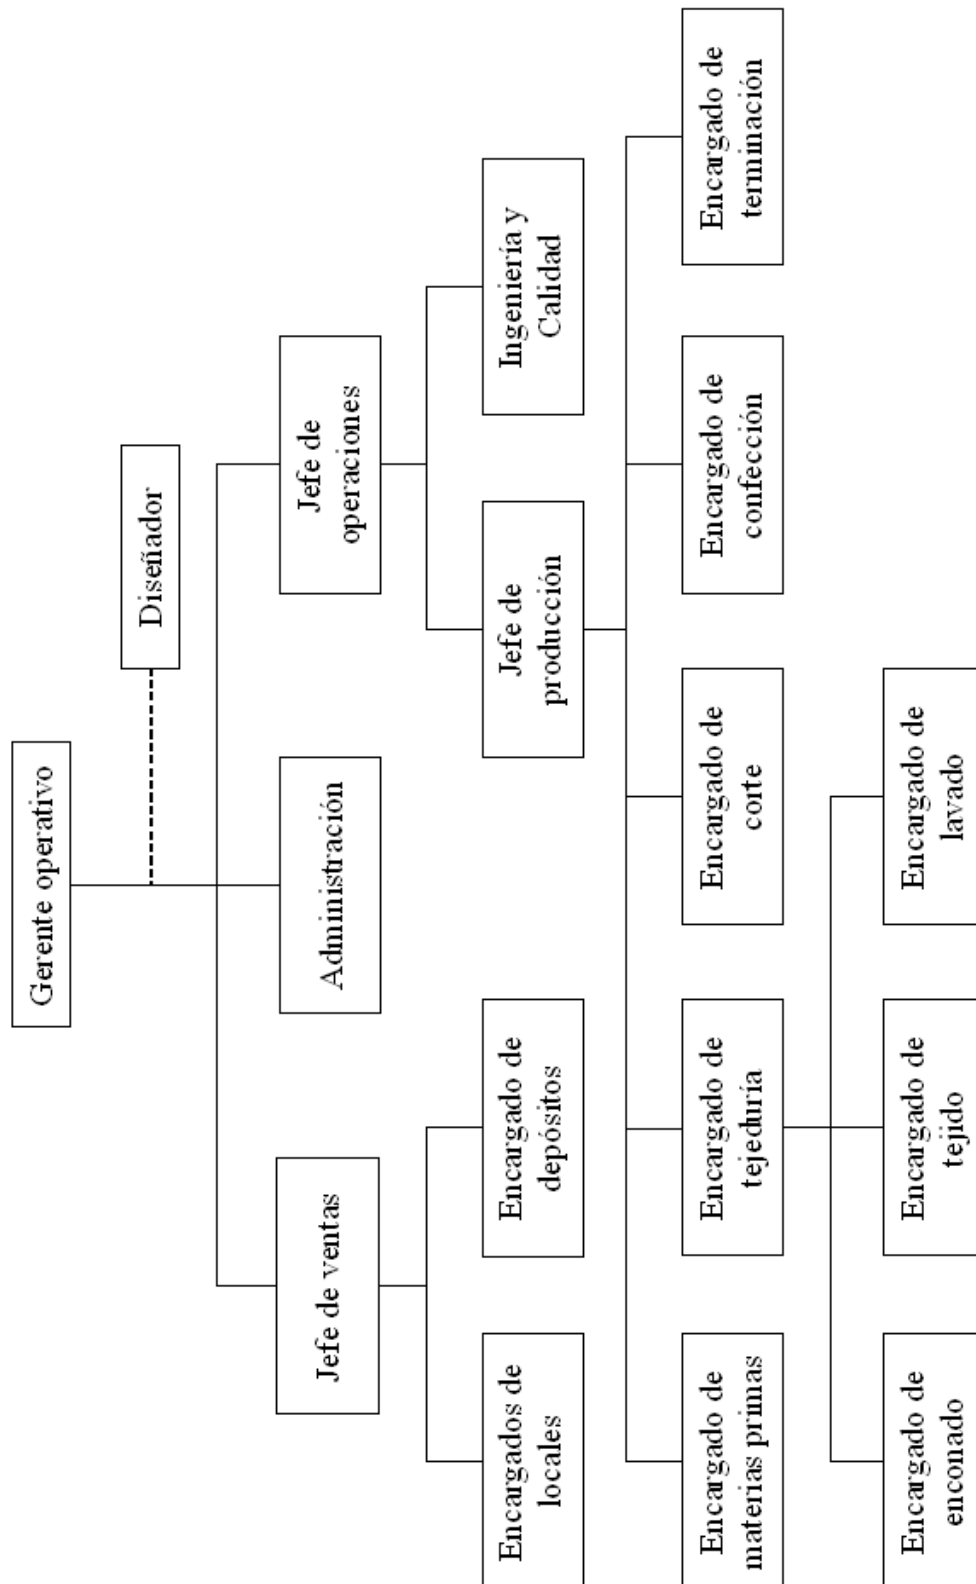 Gerente operativo
Diseñador
Jefe de ventas
Administración
Jefe de
operaciones
Encargados de
locales
Encargado de
depósitos
Jefe de
producción
Ingeniería y
Calidad
Encargado de
materias primas
Encargado de
tejeduría
Encargado de
corte
Encargado de
confección
Encargado de
terminación
Encargado de
enconado
Encargado de
tejido
Encargado de
lavado